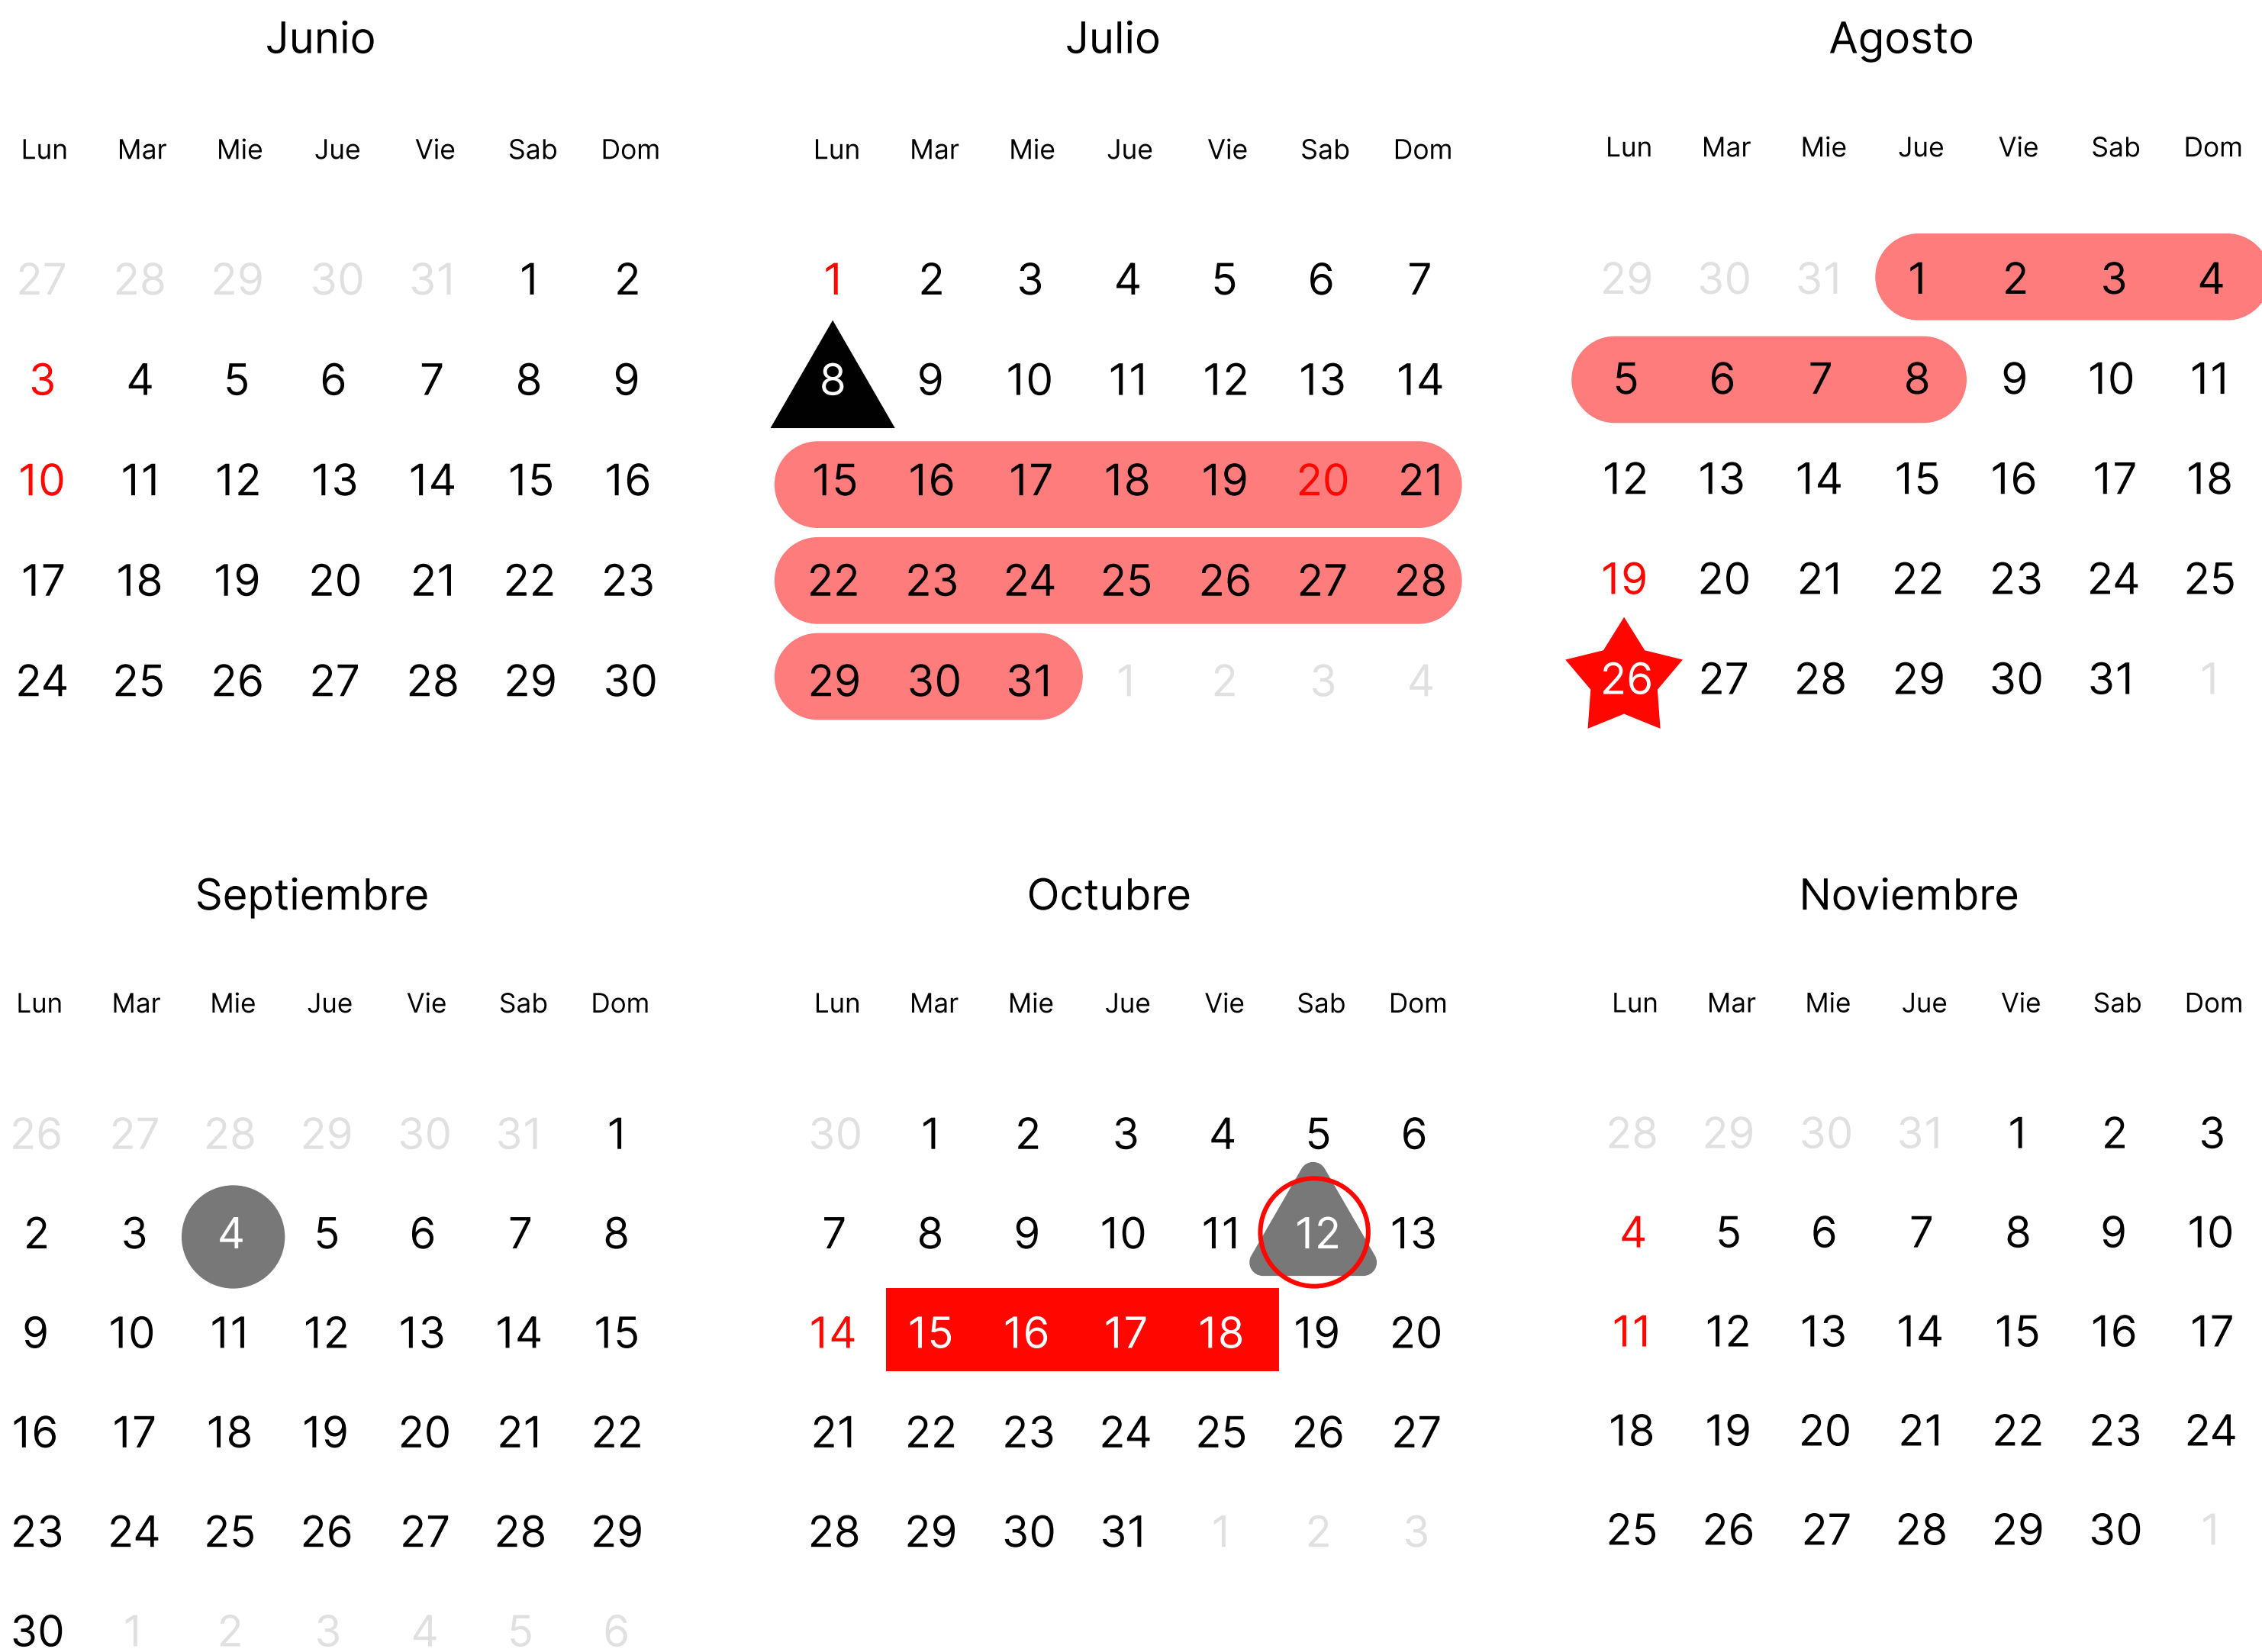 Junio
Lun Mar Mie Jue Vie Sab Dom
27 28 29 30 31 1 2
3 4 5 6 7 8 9
10 11 12 13 14 15 16
17 18 19 20 21 22 23
24 25 26 27 28 29 30
Julio
Lun Mar Mie Jue Vie Sab Dom
1 2 3 4 5 6 7
8 9 10 11 12 13 14
15 16 17 18 19 20 21
22 23 24 25 26 27 28
29 30 31 1 2 3 4
Agosto
Lun Mar Mie Jue Vie Sab Dom
29 30 31 1 2 3 4
5 6 7 8 9 10 11
12 13 14 15 16 17 18
19 20 21 22 23 24 25
26 27 28 29 30 31 1
Septiembre
Lun Mar Mie Jue Vie Sab Dom
26 27 28 29 30 31 1
2 3 4 5 6 7 8
9 10 11 12 13 14 15
16 17 18 19 20 21 22
23 24 25 26 27 28 29
30 1 2 3 4 5 6
Octubre
Lun Mar Mie Jue Vie Sab Dom
30 1 2 3 4 5 6
7 8 9 10 11 12 13
14 15 16 17 18 19 20
21 22 23 24 25 26 27
28 29 30 31 1 2 3
Noviembre
Lun Mar Mie Jue Vie Sab Dom
28 29 30 31 1 2 3
4 5 6 7 8 9 10
11 12 13 14 15 16 17
18 19 20 21 22 23 24
25 26 27 28 29 30 1